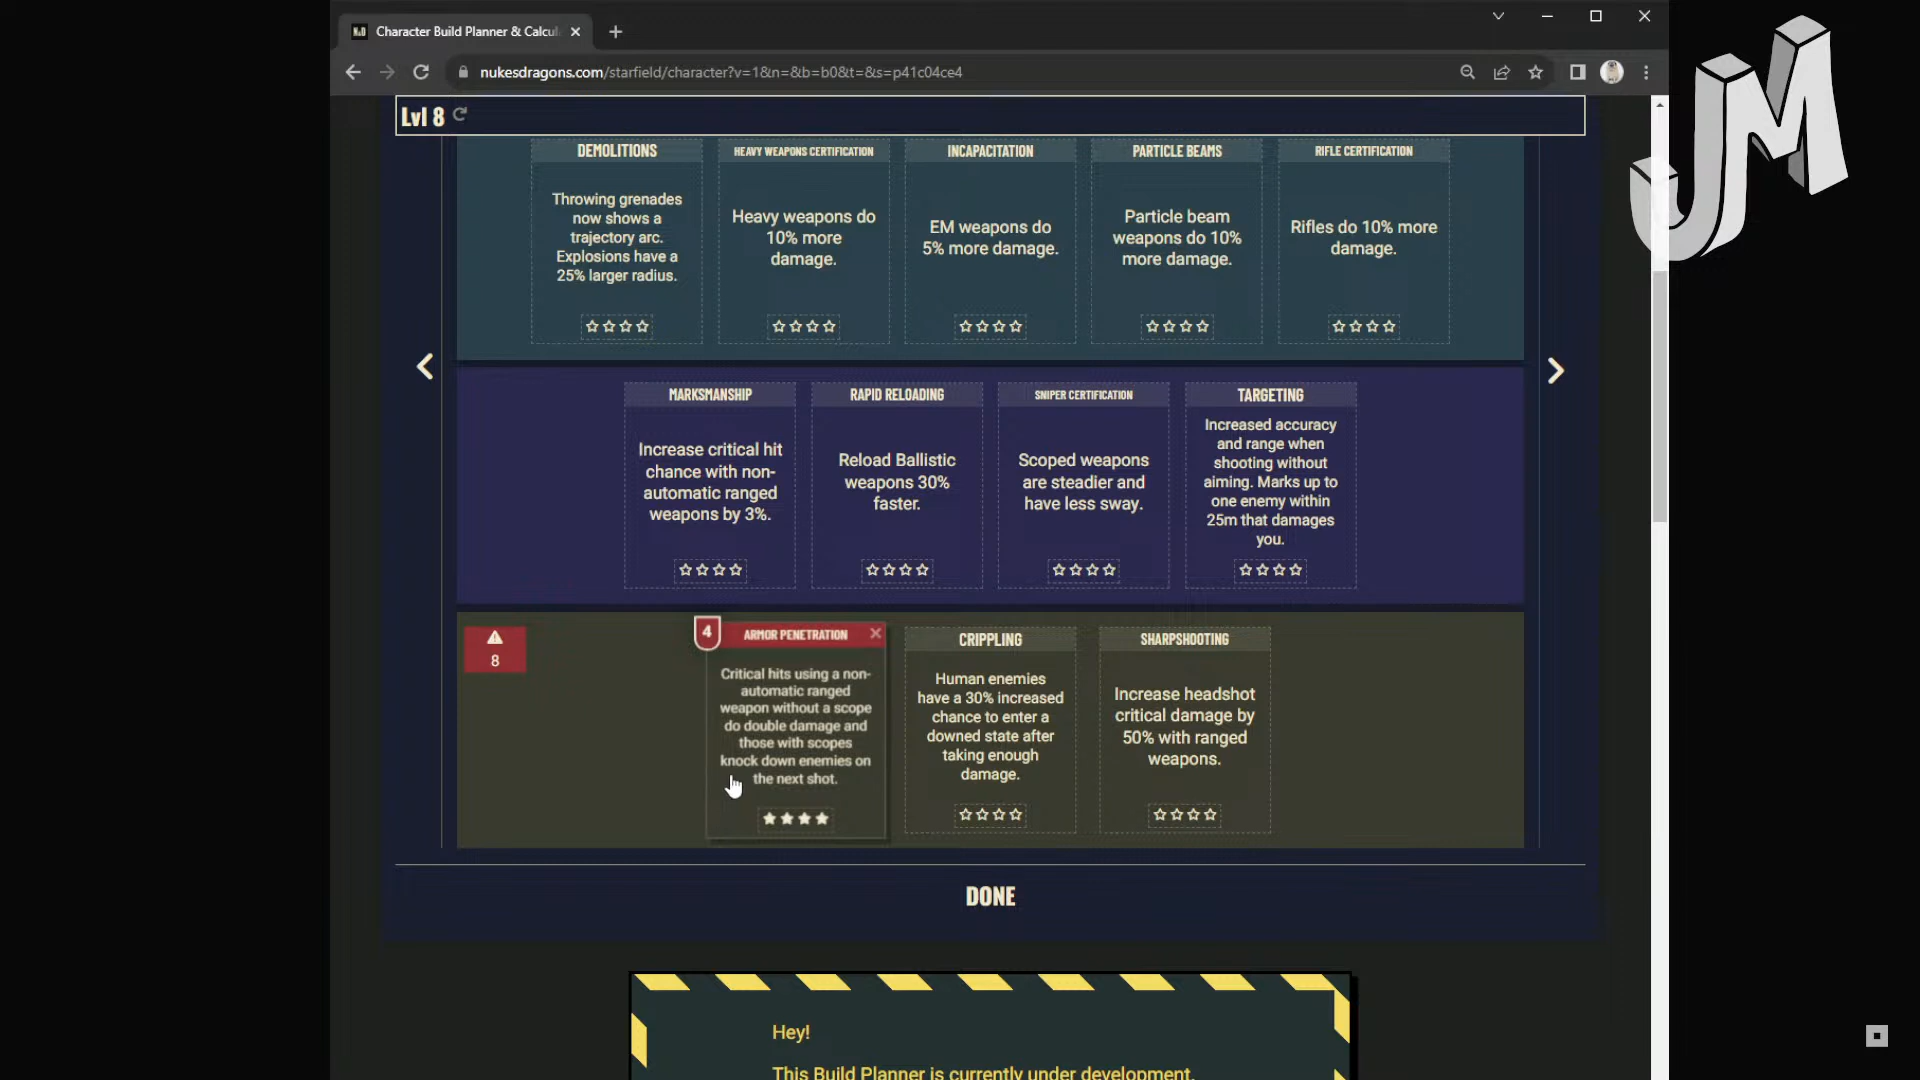 Character Build Planner & Calcul
nukesdragons.com/starfield/character?v=1&n=&b=b0&t=&s=p41c04ce4
JM
Lvl 8
DEMOLITIONS
Throwing grenades
now shows a
trajectory arc.
Explosions have a
25% larger radius.
HEAVY WEAPONS CERTIFICATION
Heavy weapons do
10% more
damage.
INCAPACITATION
EM weapons do
5% more damage.
PARTICLE BEAMS
Particle beam
weapons do 10%
more damage.
RIFLE CERTIFICATION
Rifles do 10% more
damage.
MARKSMANSHIP
Increase critical hit
chance with non-
automatic ranged
weapons by 3%.
RAPID RELOADING
Reload Ballistic
weapons 30%
faster.
SNIPER CERTIFICATION
Scoped weapons
are steadier and
have less sway.
TARGETING
Increased accuracy
and range when
shooting without
aiming. Marks up to
one enemy within
25m that damages
you.
8
4
ARMOR PENETRATION
Critical hits using a non-
automatic ranged
weapon without a scope
do double damage and
those with scopes
knock down enemies on
the next shot.
CRIPPLING
Human enemies
have a 30% increased
chance to enter a
downed state after
taking enough
damage.
SHARPSHOOTING
Increase headshot
critical damage by
50% with ranged
weapons.
DONE
Hey!
This Build Planner is currently under development.